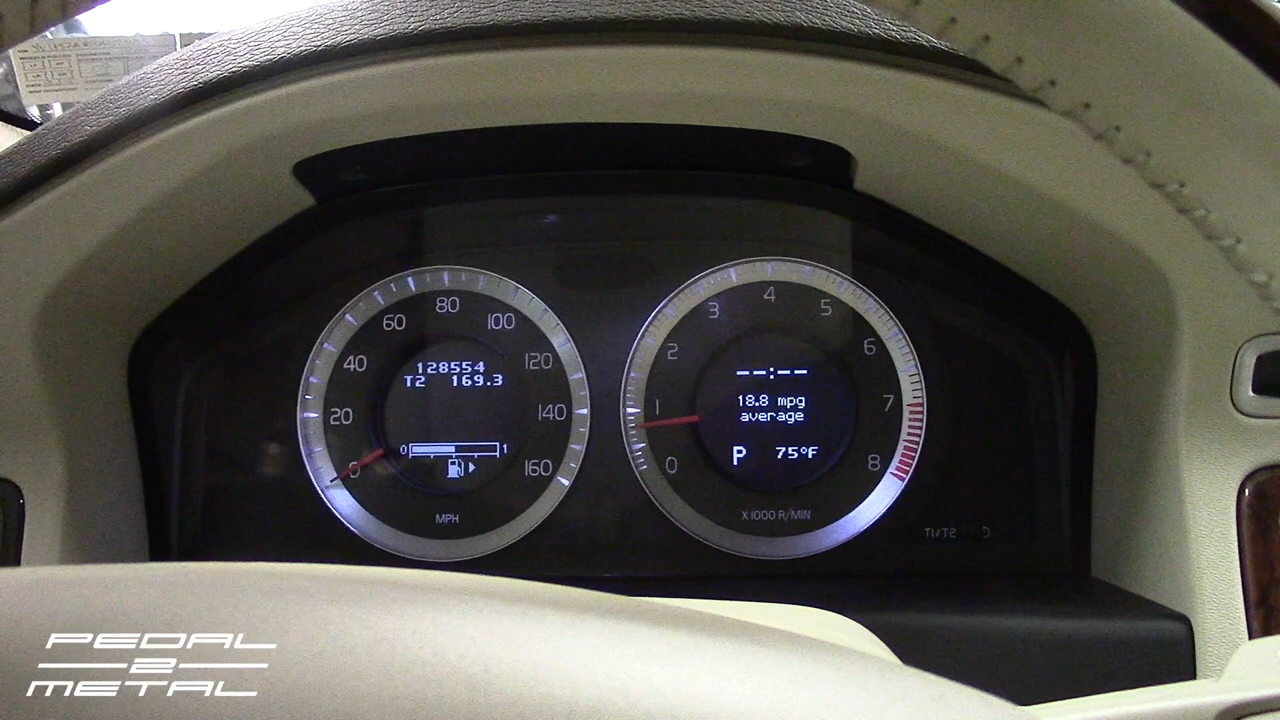 128554
T2 169.3
0 1
0
20
40
60
80
100
120
140
160
MPH
0
1
2
3
4
5
6
7
8
--:--
18.8 mpg
average
P 75°F
X1000 R/MIN
T1/T2
PEDAL
2
METAL